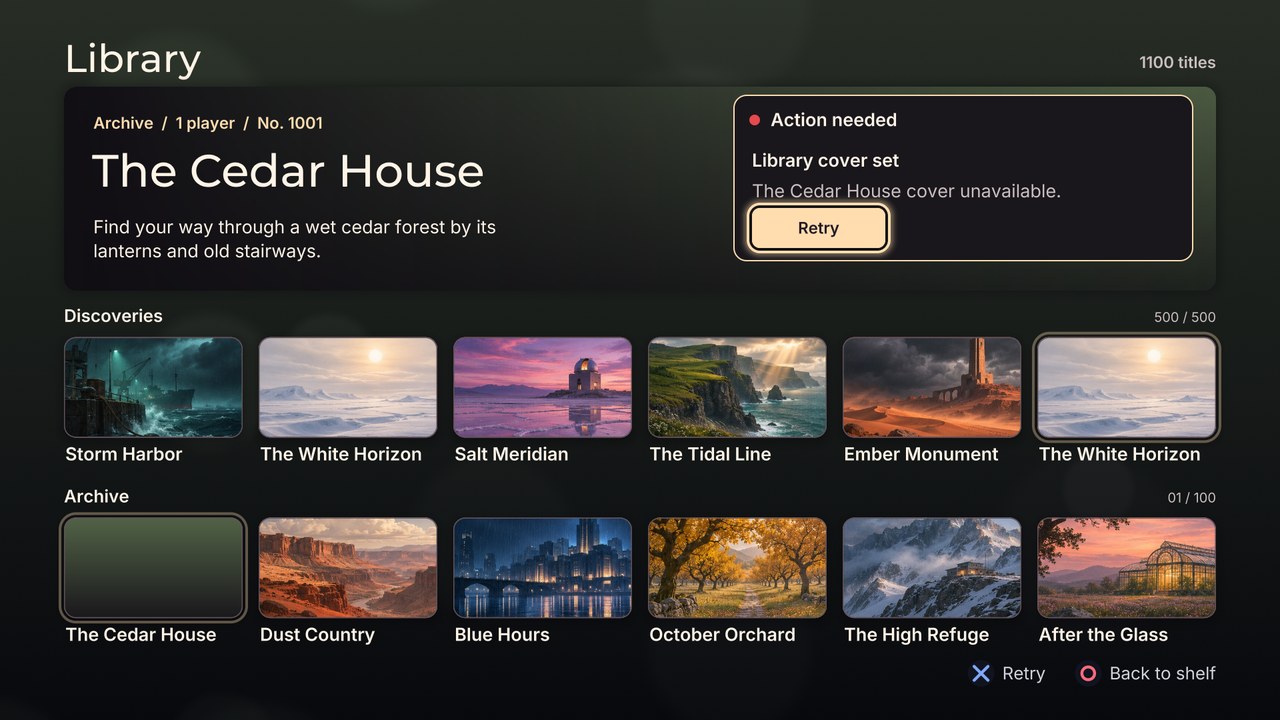 Library
1100 titles
Archive / 1 player / No. 1001
The Cedar House
Find your way through a wet cedar forest by its
lanterns and old stairways.
Action needed
Library cover set
The Cedar House cover unavailable.
Retry
Discoveries
500 / 500
Storm Harbor
The White Horizon
Salt Meridian
The Tidal Line
Ember Monument
The White Horizon
Archive
01 / 100
The Cedar House
Dust Country
Blue Hours
October Orchard
The High Refuge
After the Glass
Retry
Back to shelf